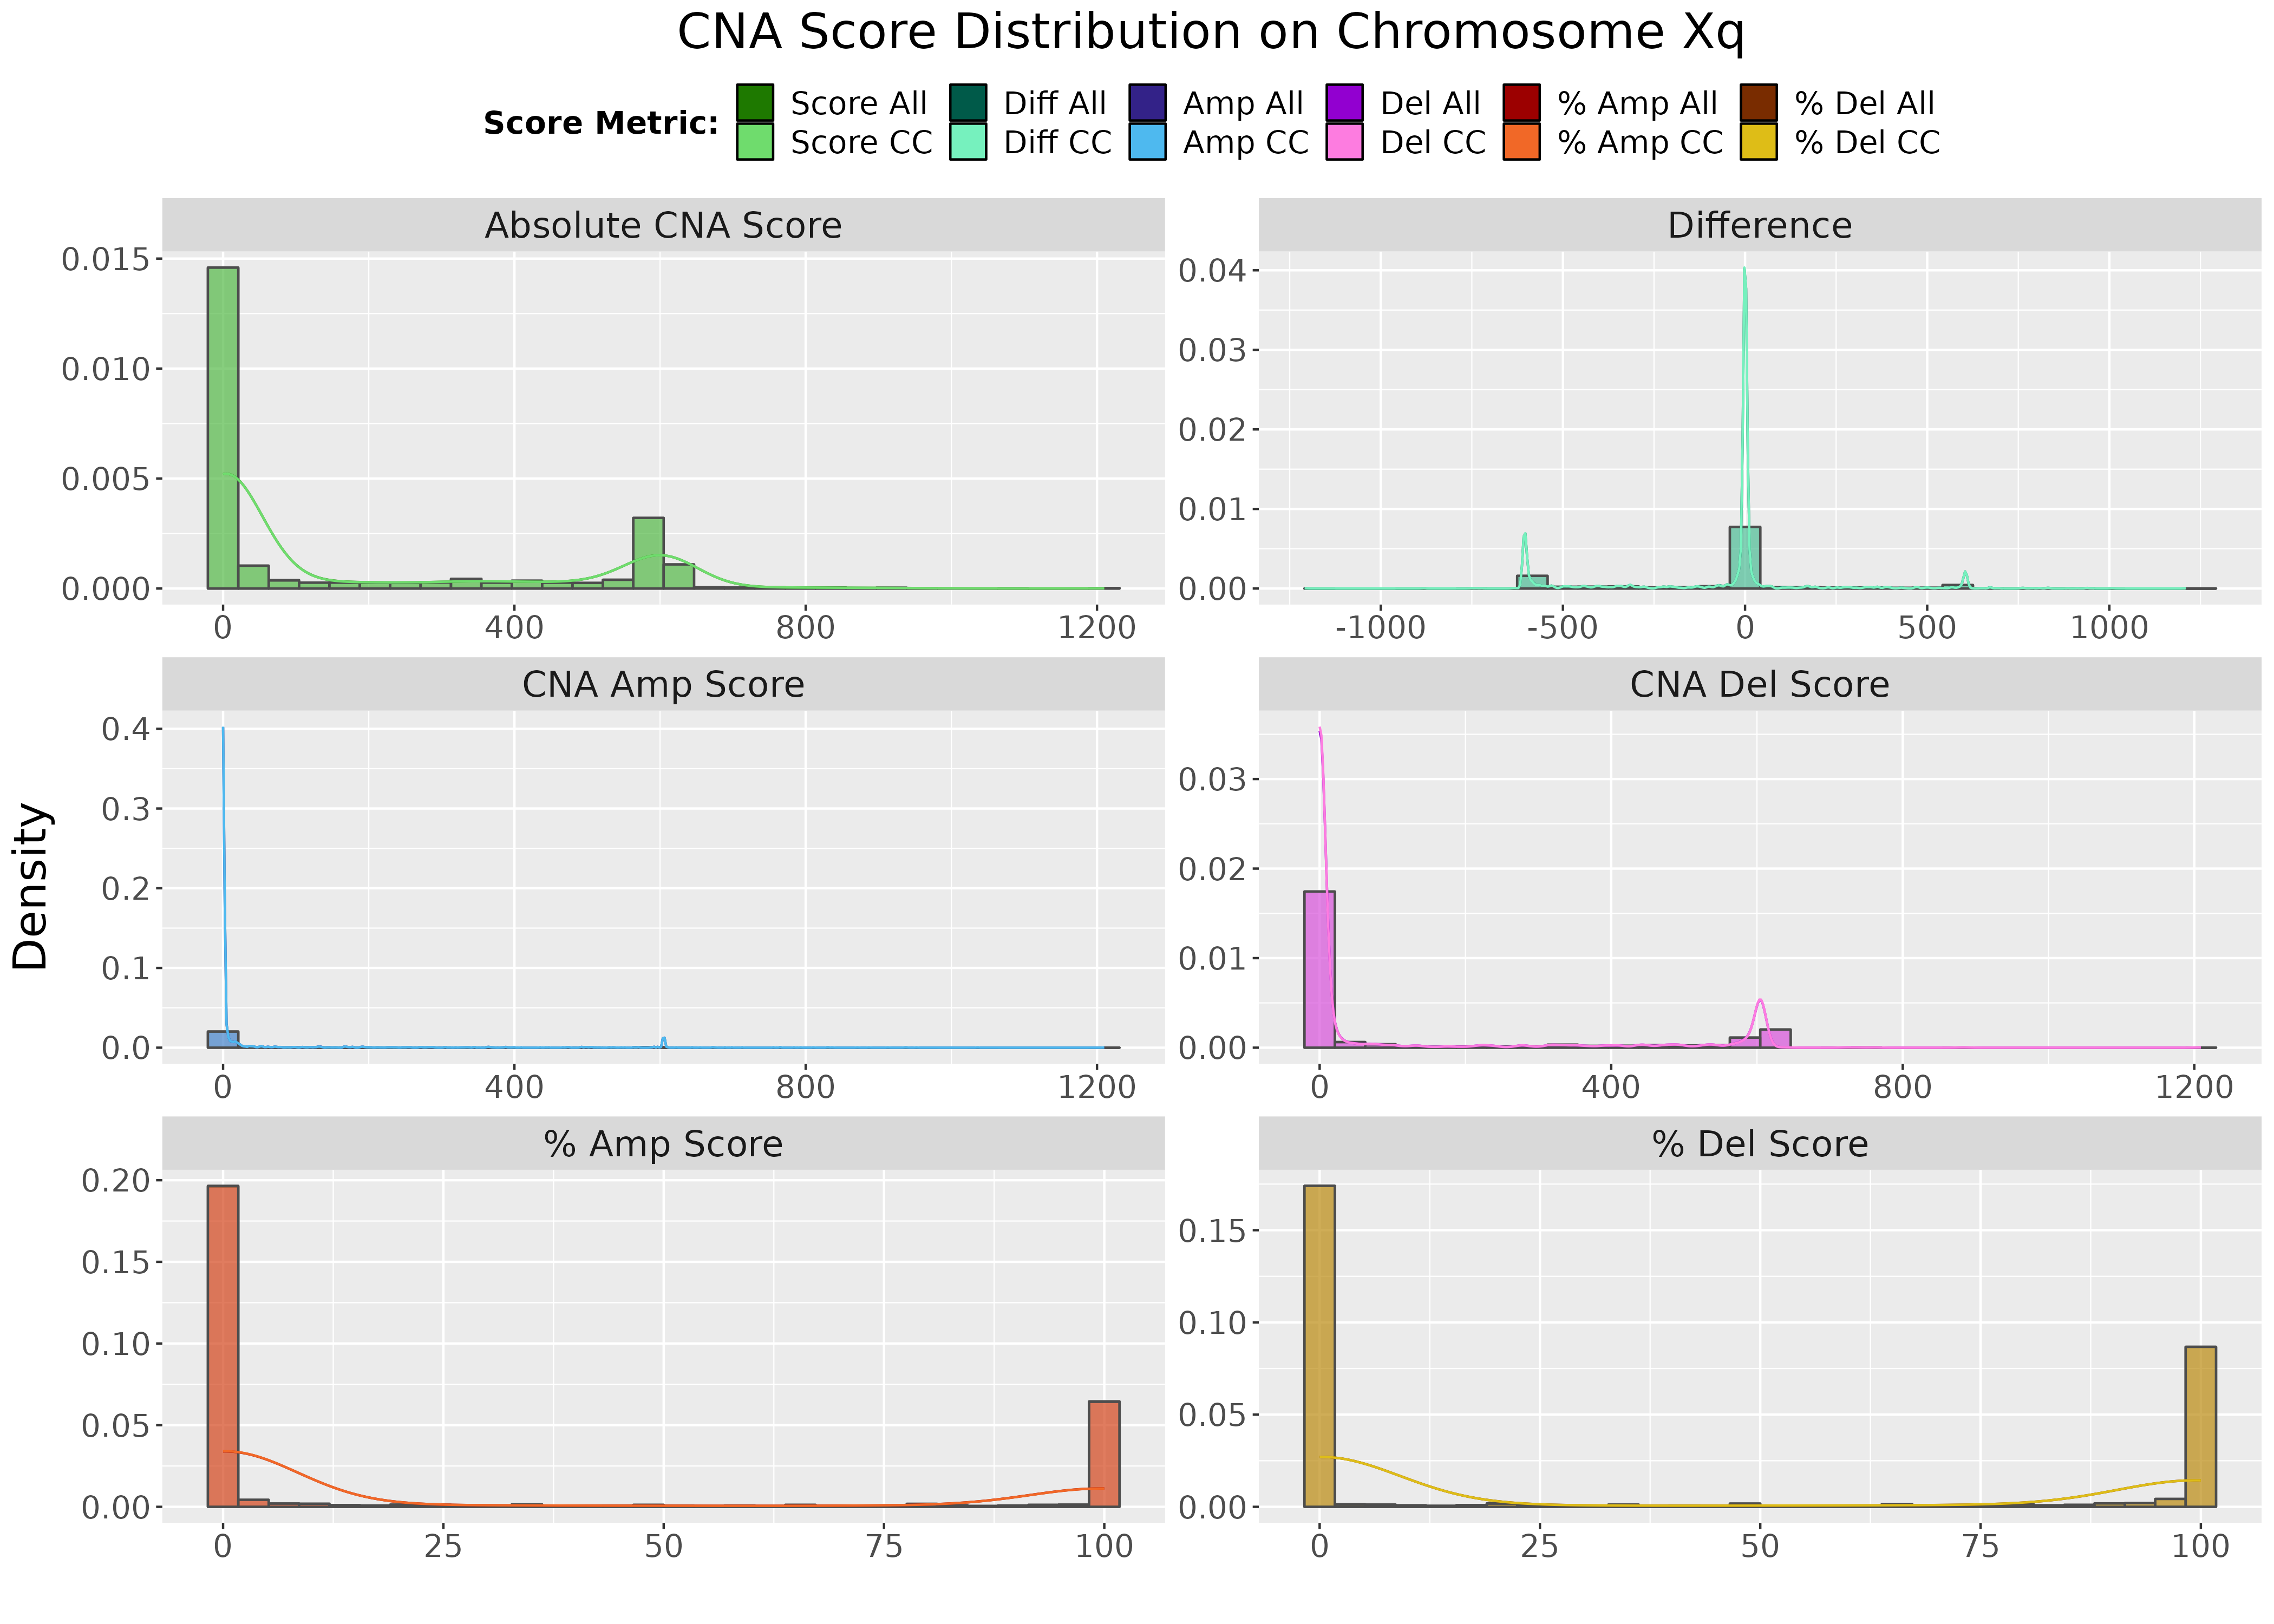 CNA Score Distribution on Chromosome Xq
Score Metric:
Score All Diff All Amp All Del All % Amp All % Del All
Score CC Diff CC Amp CC Del CC % Amp CC % Del CC
Absolute CNA Score
0.015
0.010
0.005
0.000
0 400 800 1200
Difference
0.04
0.03
0.02
0.01
0.00
-1000 -500 0 500 1000
Density
CNA Amp Score
0.4
0.3
0.2
0.1
0.0
0 400 800 1200
CNA Del Score
0.03
0.02
0.01
0.00
0 400 800 1200
% Amp Score
0.20
0.15
0.10
0.05
0.00
0 25 50 75 100
% Del Score
0.15
0.10
0.05
0.00
0 25 50 75 100